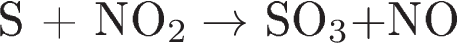 S + NO₂ → SO₃+NO